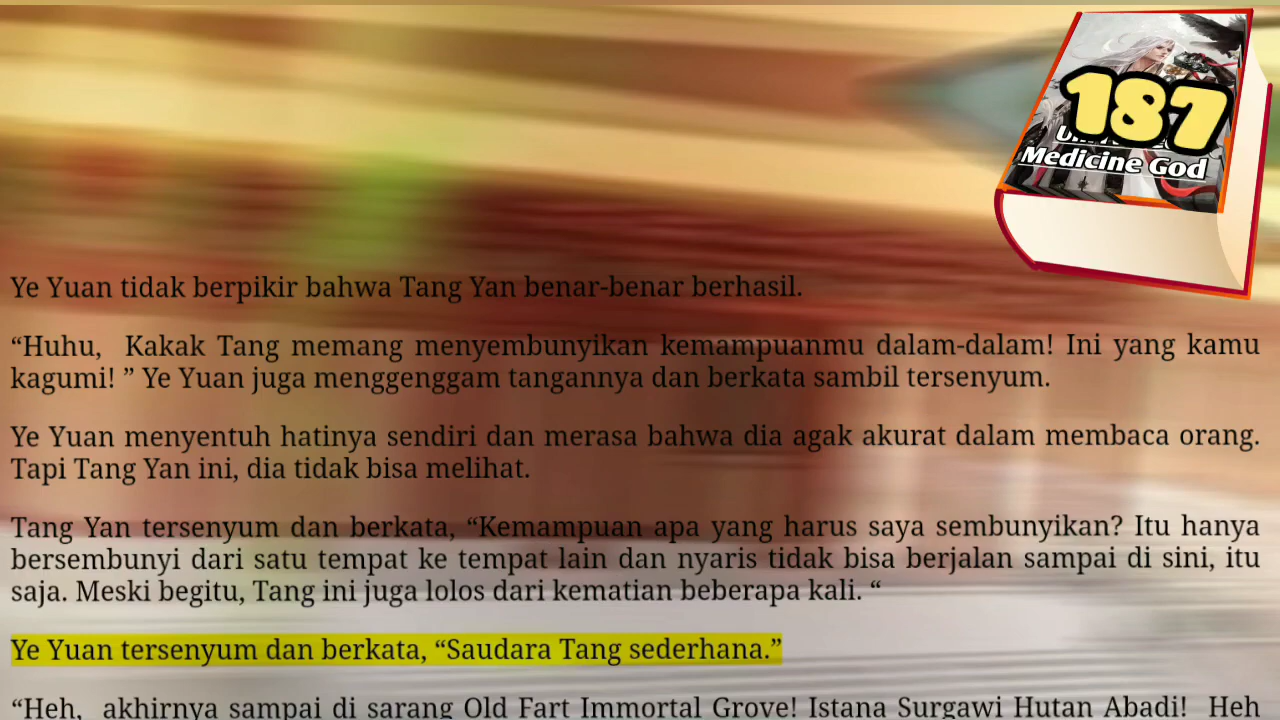 187
Medicine God
Ye Yuan tidak berpikir bahwa Tang Yan benar-benar berhasil.
“Huhu, Kakak Tang memang menyembunyikan kemampuanmu dalam-dalam! Ini yang kamu
kagumi! ” Ye Yuan juga menggenggam tangannya dan berkata sambil tersenyum.
Ye Yuan menyentuh hatinya sendiri dan merasa bahwa dia agak akurat dalam membaca orang.
Tapi Tang Yan ini, dia tidak bisa melihat.
Tang Yan tersenyum dan berkata, “Kemampuan apa yang harus saya sembunyikan? Itu hanya
bersembunyi dari satu tempat ke tempat lain dan nyaris tidak bisa berjalan sampai di sini, itu
saja. Meski begitu, Tang ini juga lolos dari kematian beberapa kali. “
Ye Yuan tersenyum dan berkata, “Saudara Tang sederhana.”
“Heh, akhirnya sampai di sarang Old Fart Immortal Grove! Istana Surgawi Hutan Abadi! Heh